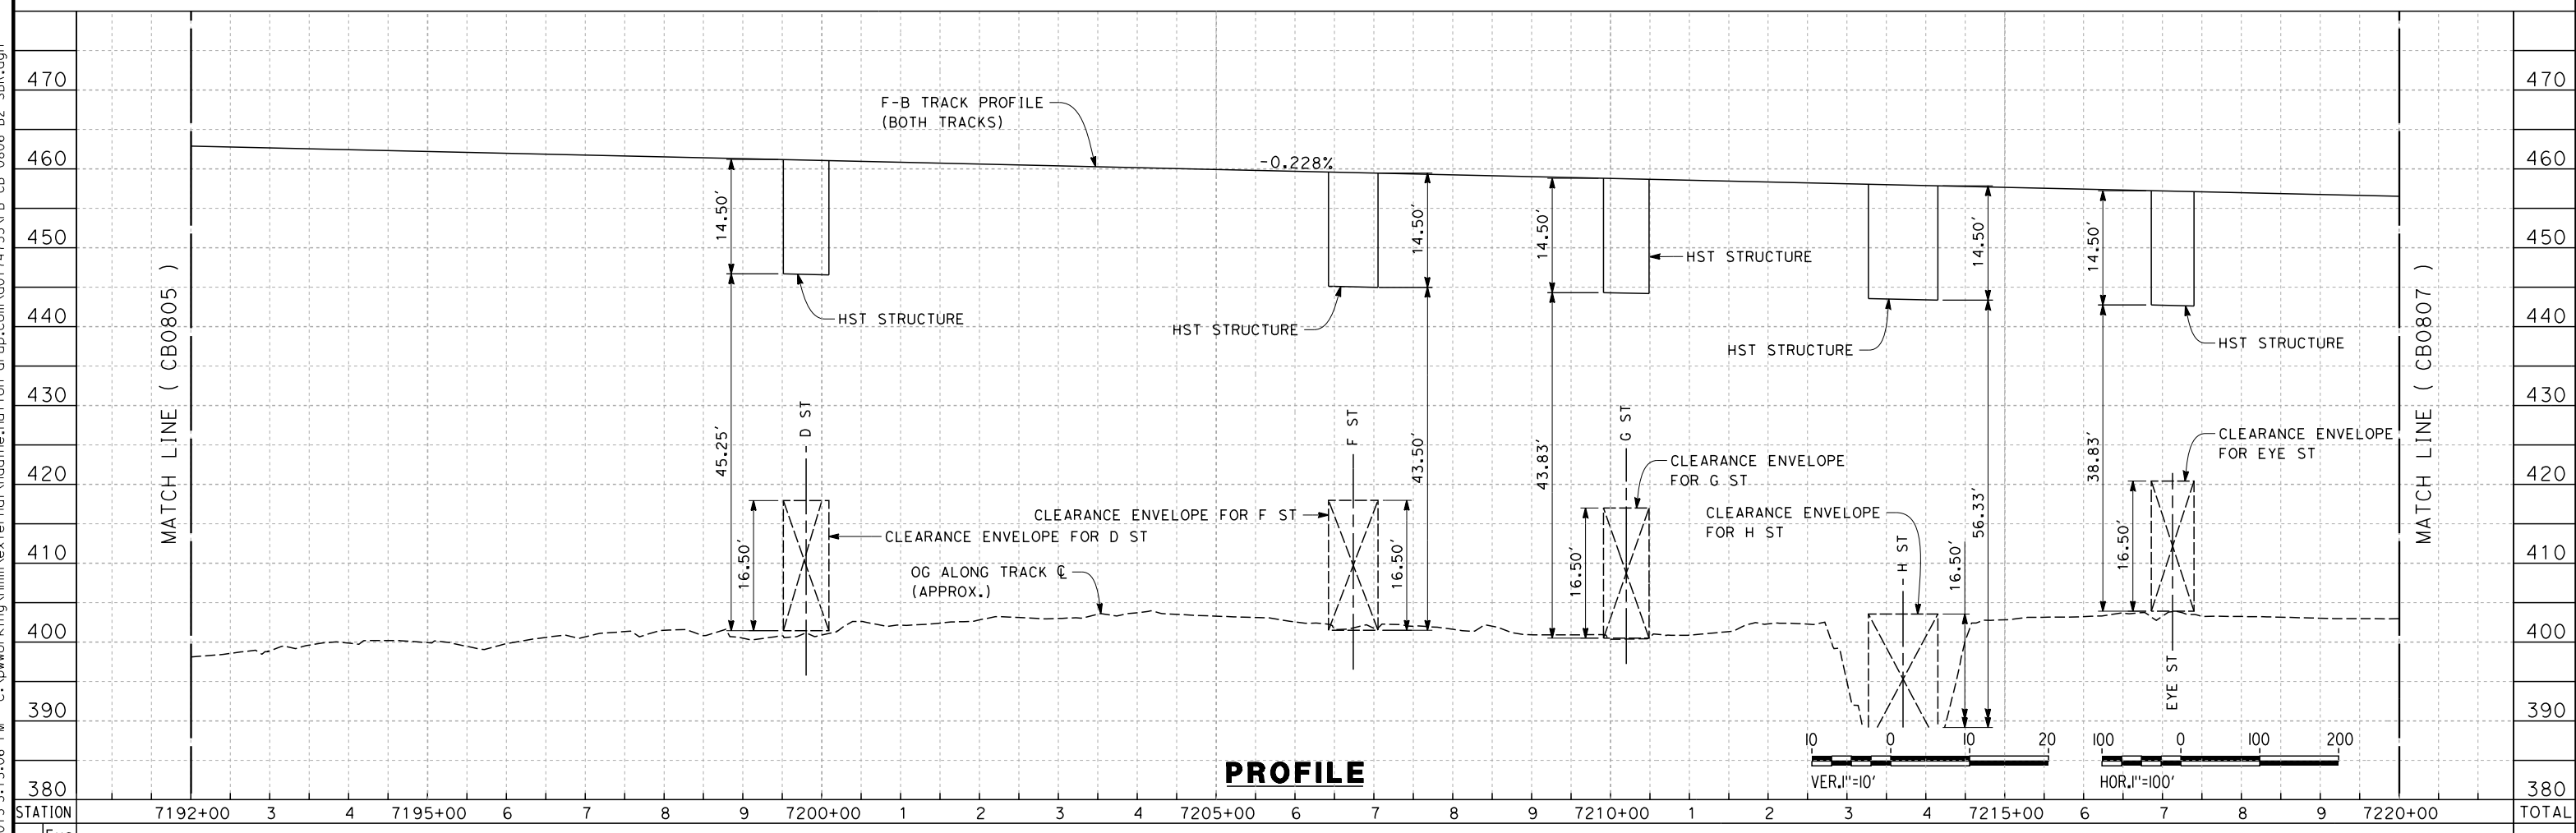 470
460
450
440
430
420
410
400
390
380
470
460
450
440
430
420
410
400
390
380
MATCH LINE ( CB0805 )
F-B TRACK PROFILE
(BOTH TRACKS)
-0.228%
14.50'
45.25'
HST STRUCTURE
D ST
16.50'
CLEARANCE ENVELOPE FOR D ST
OG ALONG TRACK ℄
(APPROX.)
14.50'
43.50'
HST STRUCTURE
F ST
CLEARANCE ENVELOPE FOR F ST
16.50'
14.50'
43.83'
HST STRUCTURE
G ST
CLEARANCE ENVELOPE
FOR G ST
16.50'
14.50'
56.33'
HST STRUCTURE
CLEARANCE ENVELOPE
FOR H ST
H ST
16.50'
14.50'
38.83'
HST STRUCTURE
CLEARANCE ENVELOPE
FOR EYE ST
16.50'
EYE ST
MATCH LINE ( CB0807 )
PROFILE
10 0 10 20
VER.1"=10'
100 0 100 200
HOR.1"=100'
STATION 7192+00 3 4 7195+00 6 7 8 9 7200+00 1 2 3 4 7205+00 6 7 8 9 7210+00 1 2 3 4 7215+00 6 7 8 9 7220+00 TOTAL